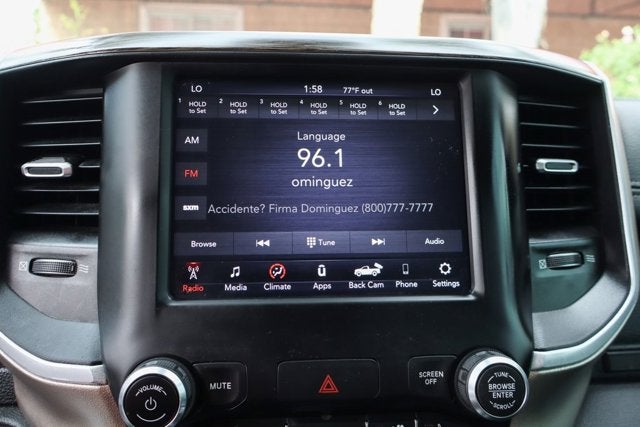 LO 1:58 77°F out LO
1 HOLD to Set 2 HOLD to Set 3 HOLD to Set 4 HOLD to Set 5 HOLD to Set 6 HOLD to Set
Language
AM
96.1
FM
ominguez
sxm Accidente? Firma Dominguez (800)777-7777
Browse Tune Audio
Radio Media Climate Apps Back Cam Phone Settings
VOLUME MUTE SCREEN OFF TUNE BROWSE ENTER SCROLL